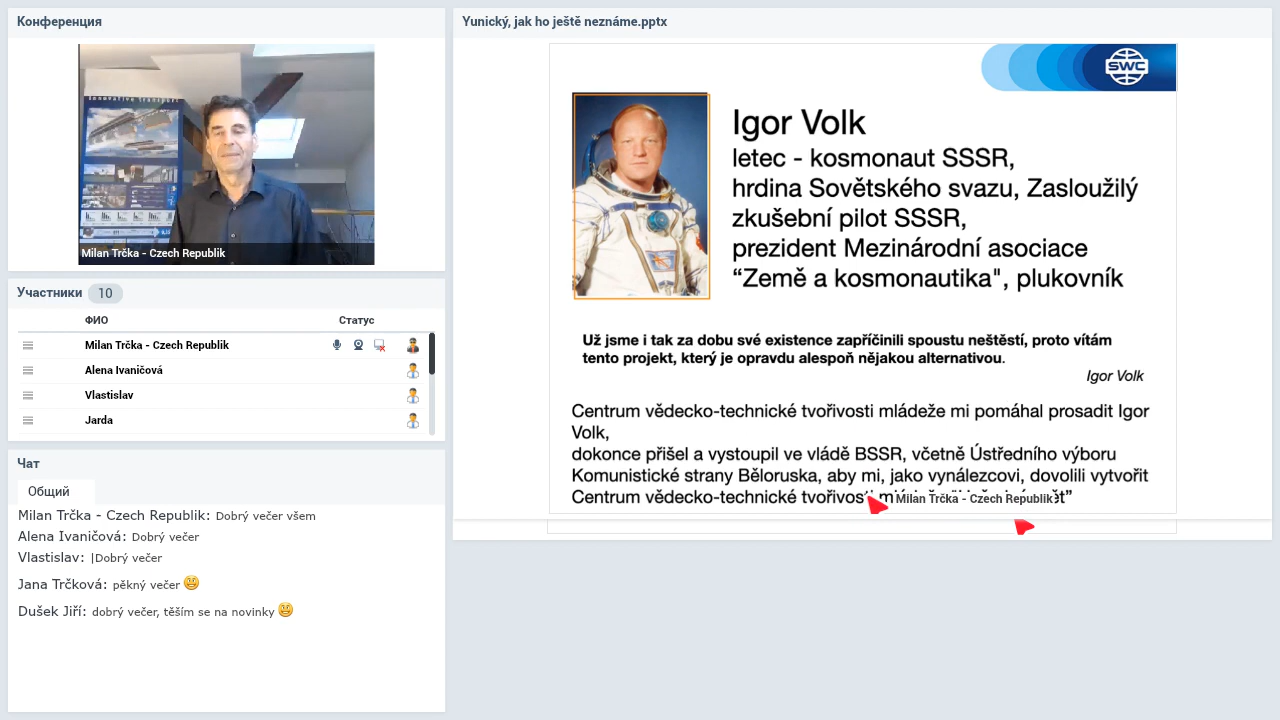 Конференция
Innovative transport
Milan Trčka - Czech Republik
Участники 10
ФИО Статус
Milan Trčka - Czech Republik
Alena Ivaničová
Vlastislav
Jarda
Чат
Общий
Milan Trčka - Czech Republik: Dobrý večer všem
Alena Ivaničová: Dobrý večer
Vlastislav: |Dobrý večer
Jana Trčková: pěkný večer
Dušek Jiří: dobrý večer, těším se na novinky
Yunický, jak ho ještě neznáme.pptx
SWC
Igor Volk
letec - kosmonaut SSSR,
hrdina Sovětského svazu, Zasloužilý
zkušební pilot SSSR,
prezident Mezinárodní asociace
“Země a kosmonautika", plukovník
Už jsme i tak za dobu své existence zapříčinili spoustu neštěstí, proto vítám
tento projekt, který je opravdu alespoň nějakou alternativou.
Igor Volk
Centrum vědecko-technické tvořivosti mládeže mi pomáhal prosadit Igor
Volk,
dokonce přišel a vystoupil ve vládě BSSR, včetně Ústředního výboru
Komunistické strany Běloruska, aby mi, jako vynálezcovi, dovolili vytvořit
Centrum vědecko-technické tvořivosti
Milan Trčka - Czech Republik